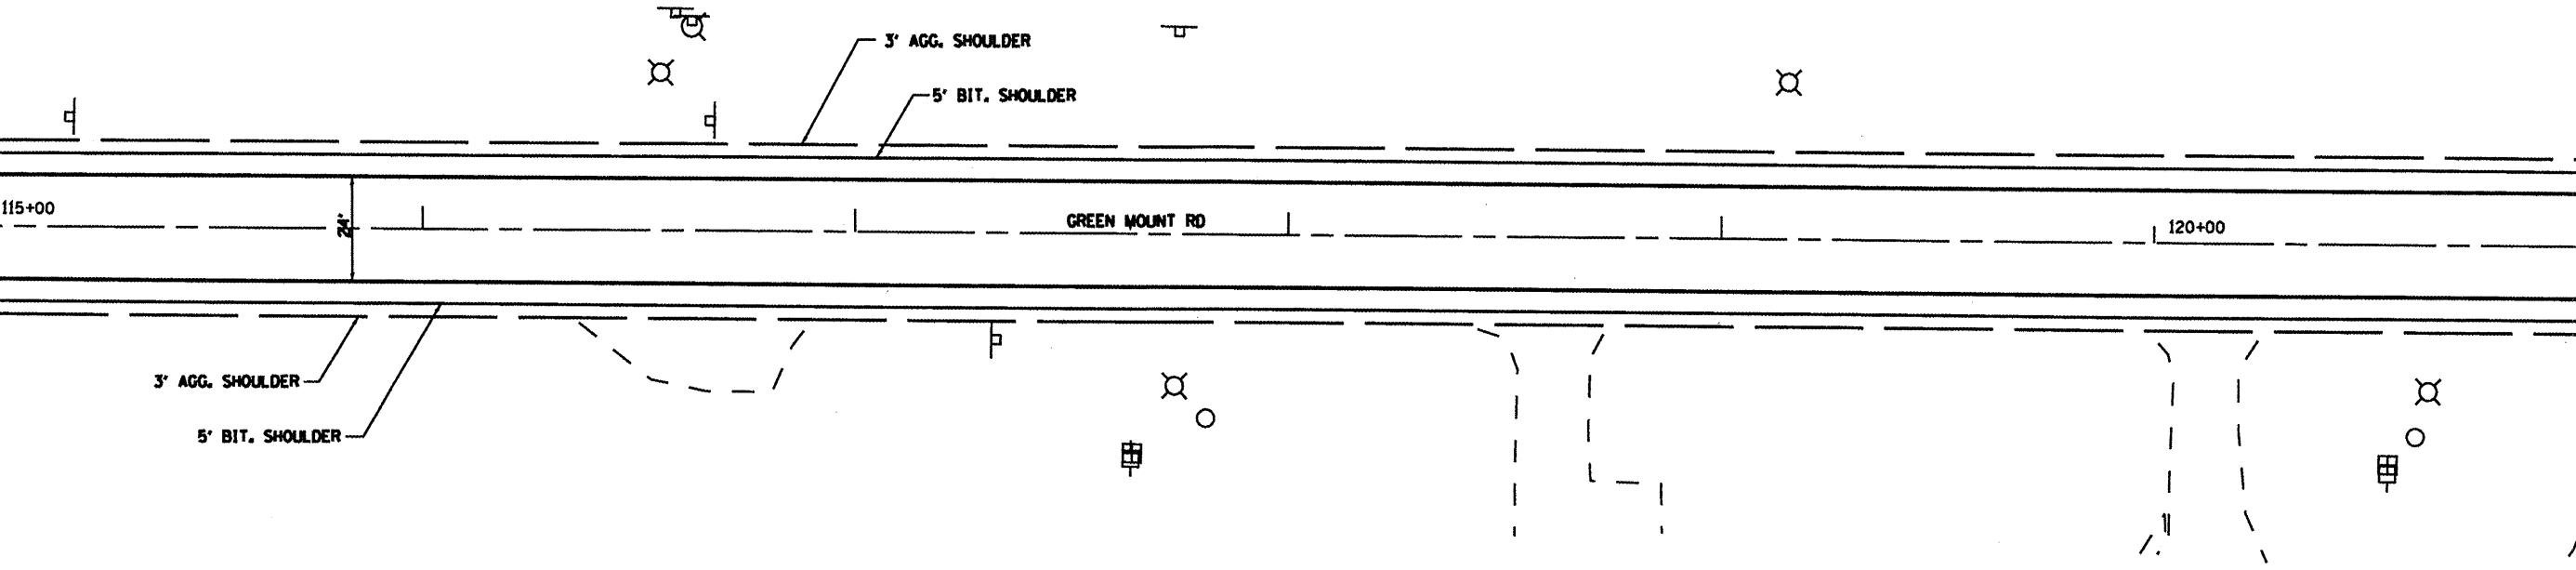 3' AGG. SHOULDER
5' BIT. SHOULDER
115+00
24'
GREEN MOUNT RD
120+00
3' AGG. SHOULDER
5' BIT. SHOULDER